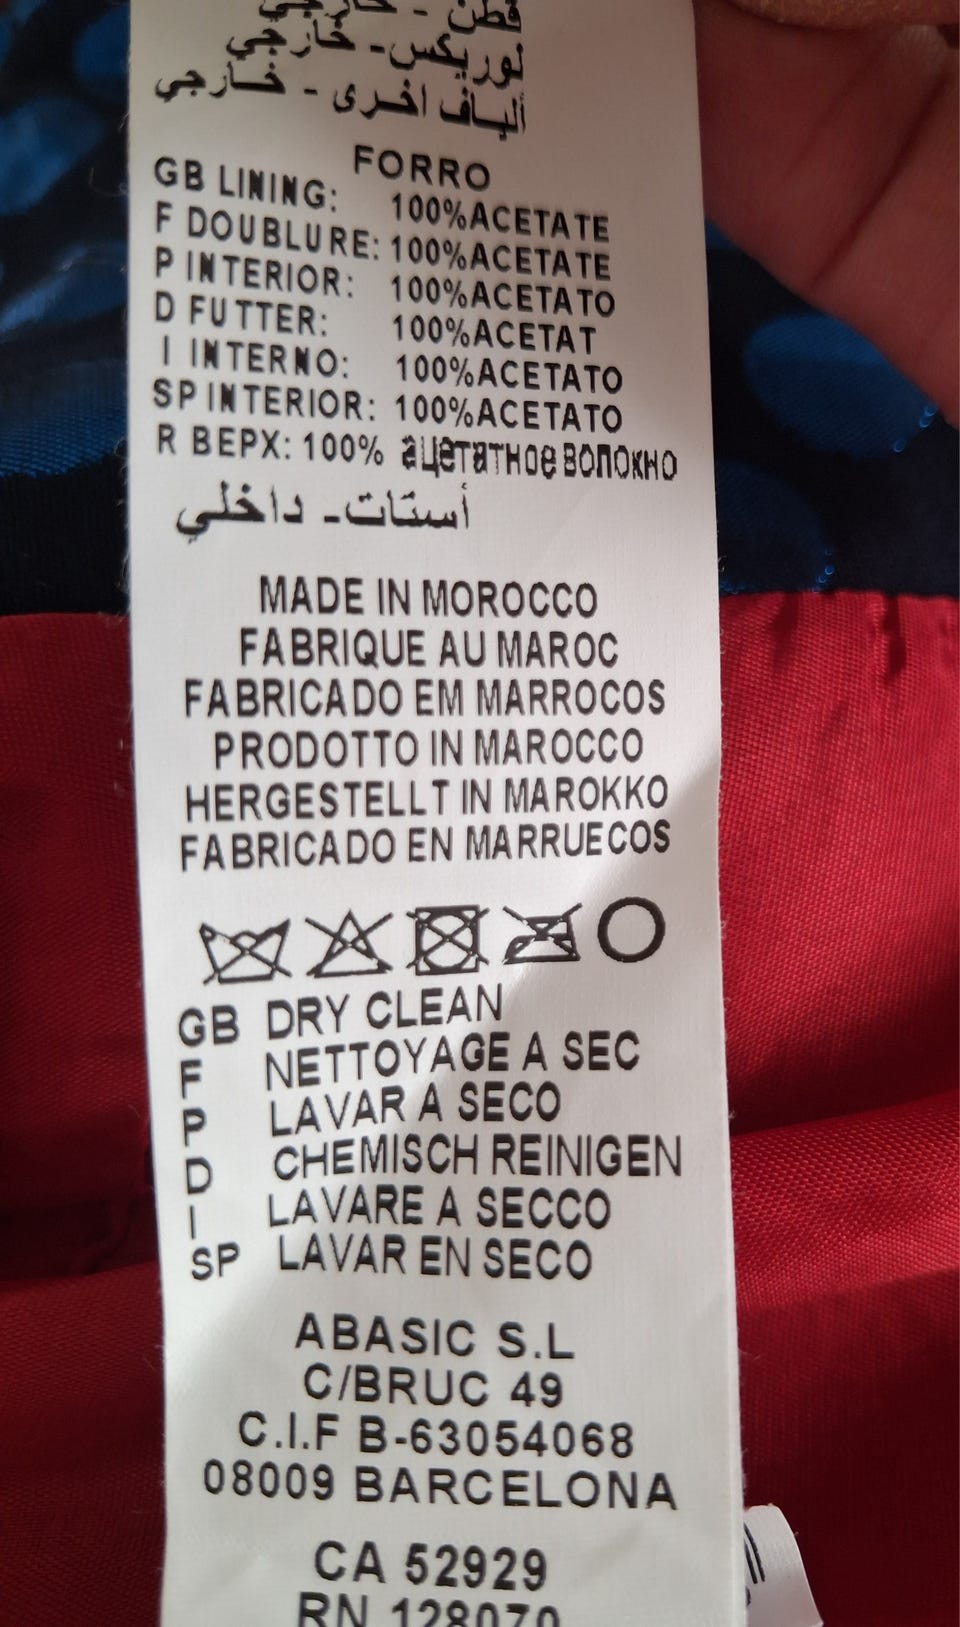 قطن - خارجي
لوريكس - خارجي
ألياف اخرى - خارجي
FORRO
GB LINING: 100%ACETATE
F DOUBLURE: 100%ACETATE
P INTERIOR: 100%ACETATO
D FUTTER: 100%ACETAT
I INTERNO: 100%ACETATO
SP INTERIOR: 100%ACETATO
R ВЕРХ: 100% ацетатное волокно
أستات - داخلي
MADE IN MOROCCO
FABRIQUE AU MAROC
FABRICADO EM MARROCOS
PRODOTTO IN MAROCCO
HERGESTELLT IN MAROKKO
FABRICADO EN MARRUECOS
GB DRY CLEAN
F NETTOYAGE A SEC
P LAVAR A SECO
D CHEMISCH REINIGEN
I LAVARE A SECCO
SP LAVAR EN SECO
ABASIC S.L
C/BRUC 49
C.I.F B-63054068
08009 BARCELONA
CA 52929
RN 128070